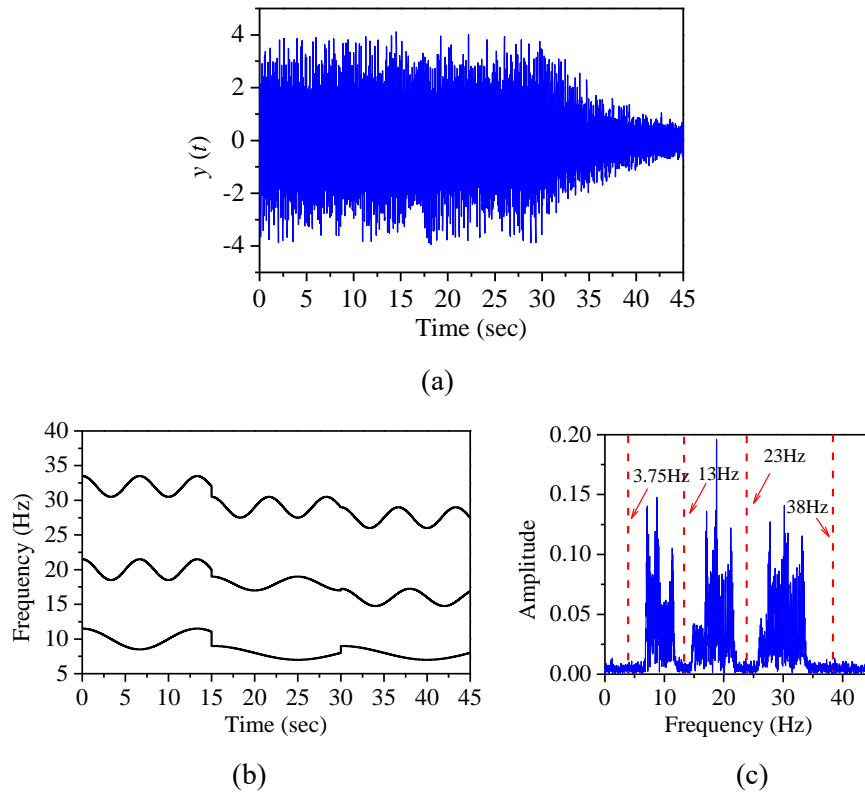 4
2
0
-2
-4
y (t)
0 5 10 15 20 25 30 35 40 45
Time (sec)
(a)
40
35
30
25
20
15
10
5
Frequency (Hz)
0 5 10 15 20 25 30 35 40 45
Time (sec)
(b)
0.20
0.15
0.10
0.05
0.00
Amplitude
3.75Hz
13Hz
23Hz
38Hz
0 10 20 30 40
Frequency (Hz)
(c)